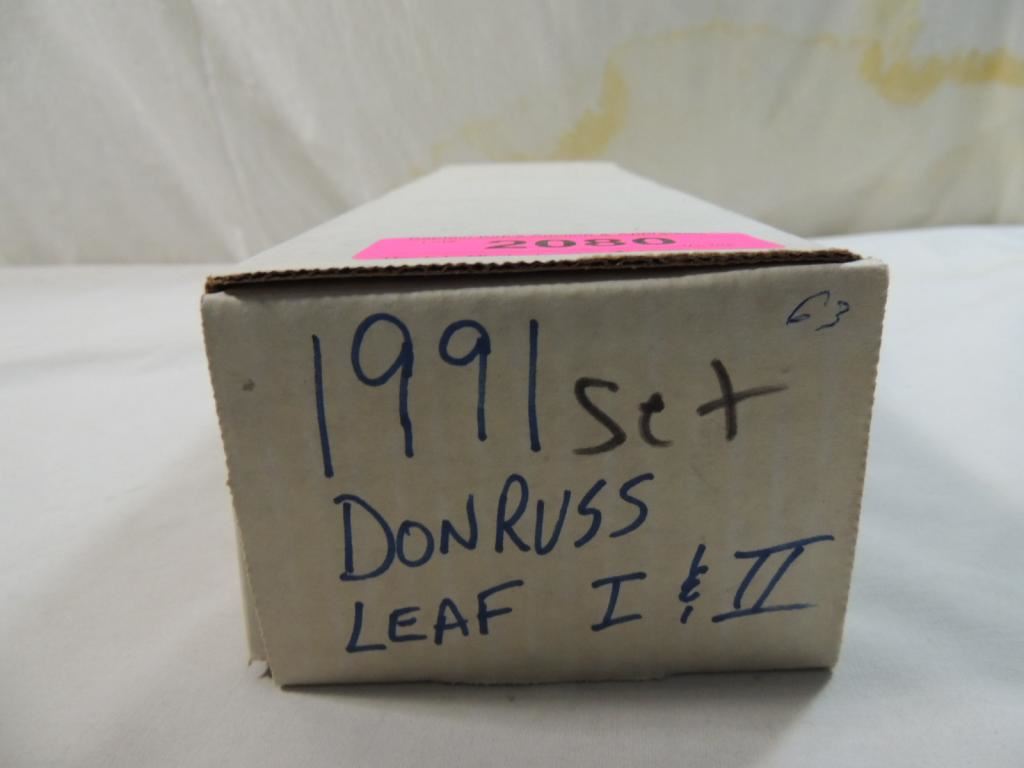 2080
63
1991 Set
DONRUSS
LEAF I & II